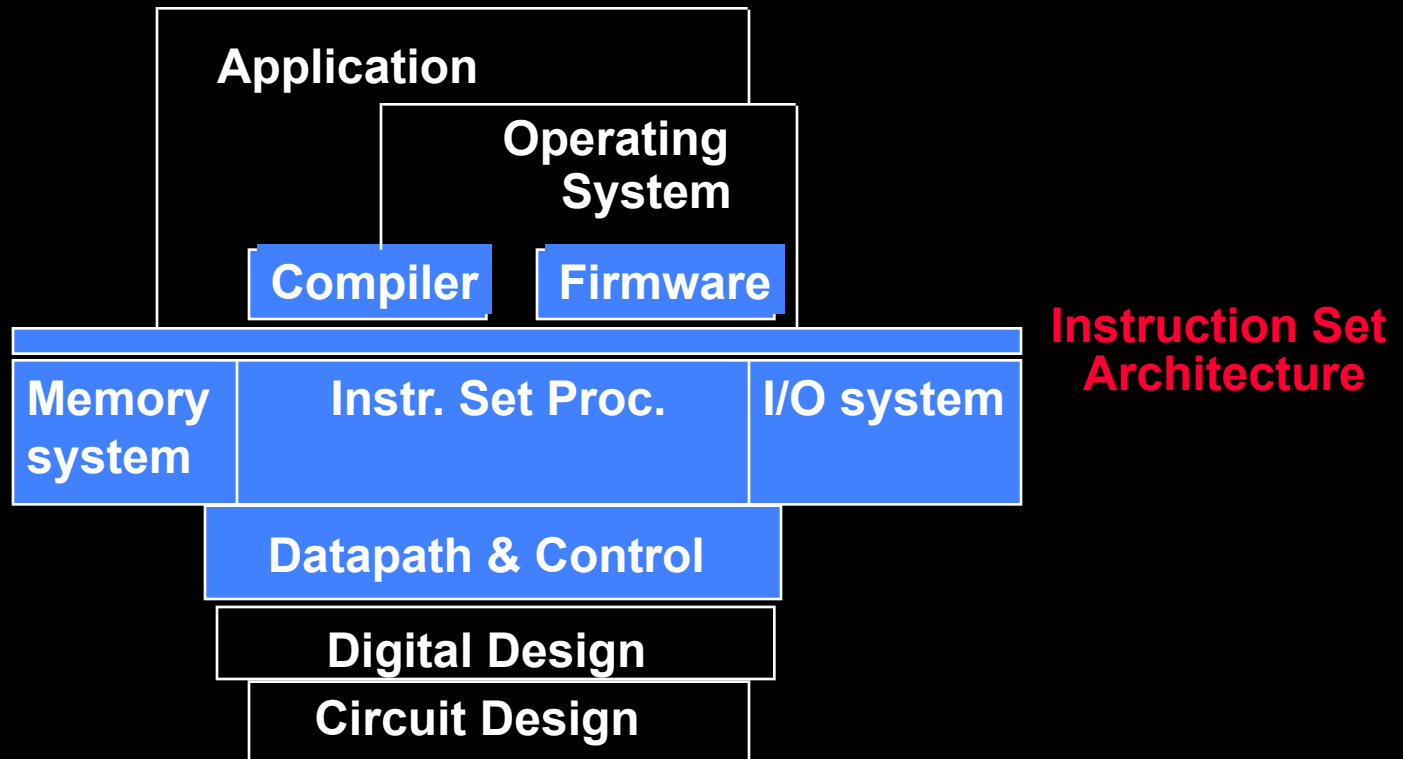 Application
Operating
System
Compiler
Firmware
Instruction Set
Architecture
Memory
system
Instr. Set Proc.
I/O system
Datapath & Control
Digital Design
Circuit Design